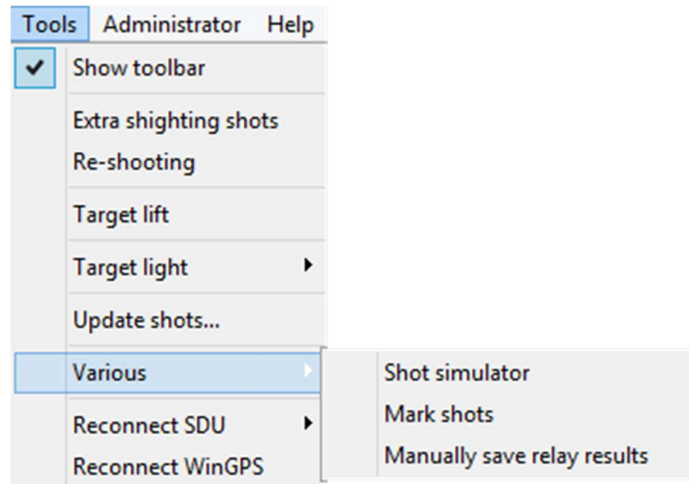 Tools Administrator Help
Show toolbar
Extra shighting shots
Re-shooting
Target lift
Target light
Update shots...
Various
Shot simulator
Mark shots
Manually save relay results
Reconnect SDU
Reconnect WinGPS